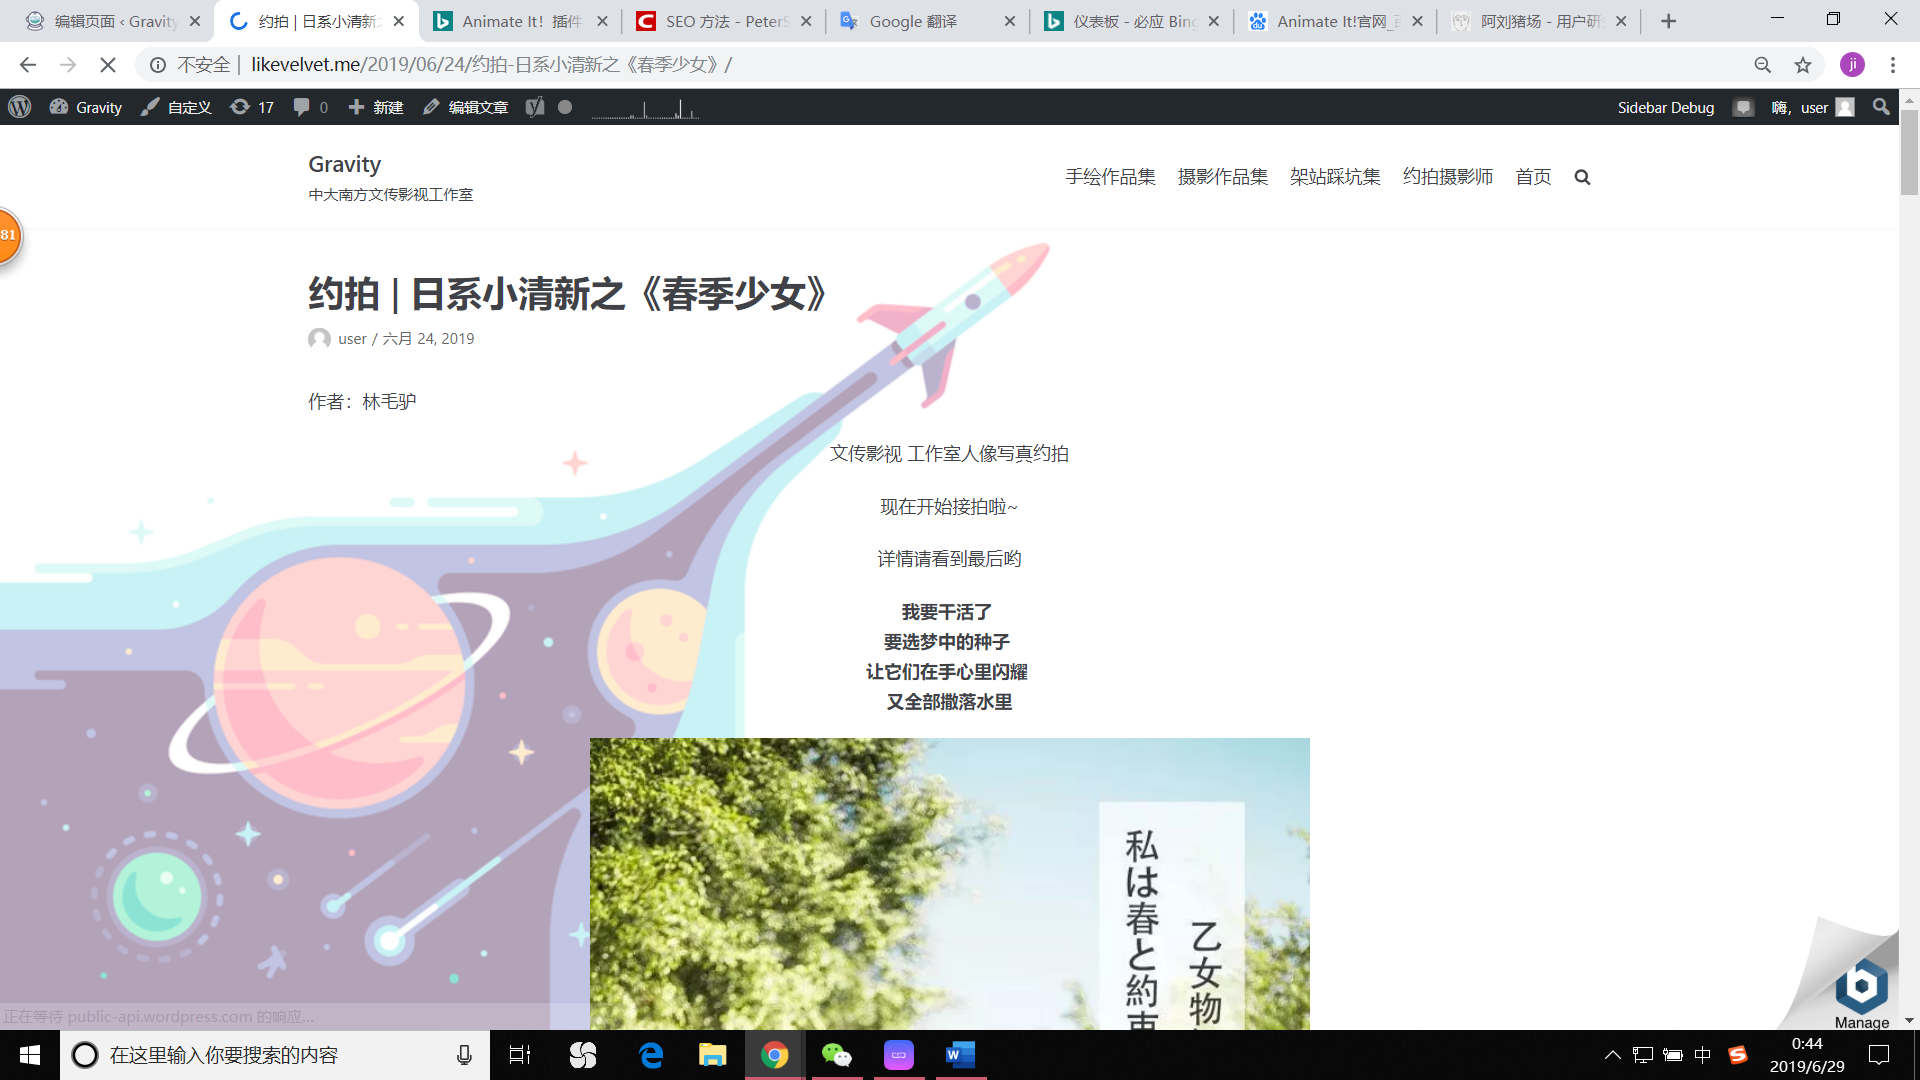 编辑页面 ‹ Gravity
约拍 | 日系小清新
Animate It！插件
SEO 方法 - PeterS
Google 翻译
仪表板 - 必应 Bing
Animate It!官网_百
阿刘猪场 - 用户研
不安全 | likevelvet.me/2019/06/24/约拍-日系小清新之《春季少女》/
ji
Gravity 自定义 17 0 新建 编辑文章
Sidebar Debug 嗨，user
Gravity
中大南方文传影视工作室
手绘作品集 摄影作品集 架站踩坑集 约拍摄影师 首页
81
约拍 | 日系小清新之《春季少女》
user / 六月 24, 2019
作者：林毛驴
文传影视 工作室人像写真约拍
现在开始接拍啦~
详情请看到最后哟
我要干活了
要选梦中的种子
让它们在手心里闪耀
又全部撒落水里
私は春と約束
乙女物
Manage
正在等待 public-api.wordpress.com 的响应...
在这里输入你要搜索的内容
中
0:44
2019/6/29